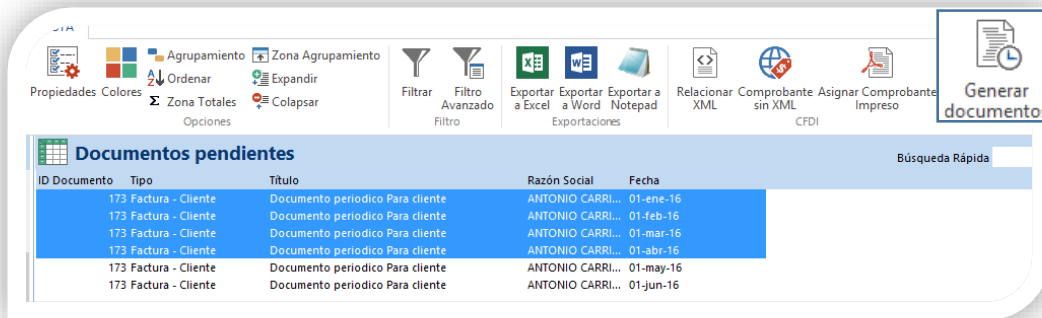 Agrupamiento Zona Agrupamiento
Ordenar Expandir
Σ Zona Totales Colapsar
Propiedades Colores
Filtrar Filtro Avanzado
Exportar a Excel Exportar a Word Exportar a Notepad
Relacionar XML Comprobante sin XML Asignar Comprobante Impreso
Generar
documento
Opciones Filtro Exportaciones CFDI
Documentos pendientes
Búsqueda Rápida
ID Documento Tipo Título Razón Social Fecha
173 Factura - Cliente Documento periodico Para cliente ANTONIO CARRI... 01-ene-16
173 Factura - Cliente Documento periodico Para cliente ANTONIO CARRI... 01-feb-16
173 Factura - Cliente Documento periodico Para cliente ANTONIO CARRI... 01-mar-16
173 Factura - Cliente Documento periodico Para cliente ANTONIO CARRI... 01-abr-16
173 Factura - Cliente Documento periodico Para cliente ANTONIO CARRI... 01-may-16
173 Factura - Cliente Documento periodico Para cliente ANTONIO CARRI... 01-jun-16